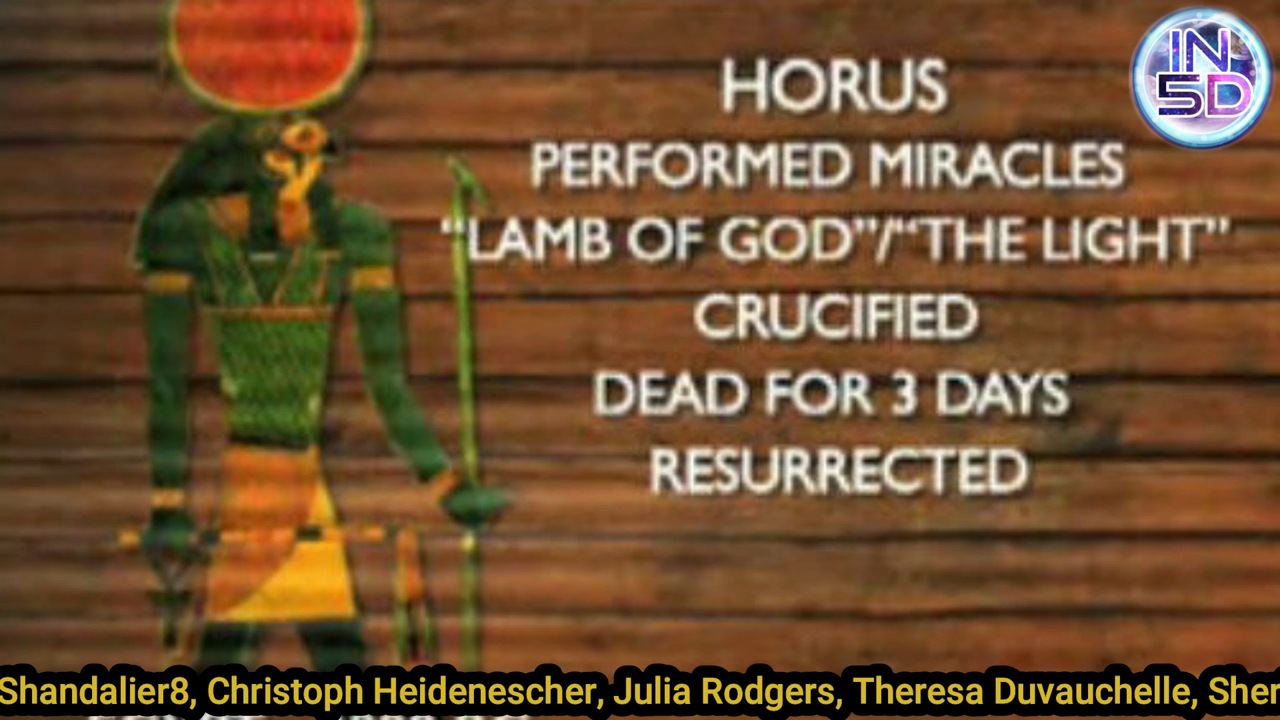 HORUS
PERFORMED MIRACLES
"LAMB OF GOD"/"THE LIGHT"
CRUCIFIED
DEAD FOR 3 DAYS
RESURRECTED
IN
5D
Shandalier8, Christoph Heidenescher, Julia Rodgers, Theresa Duvauchelle, Sher